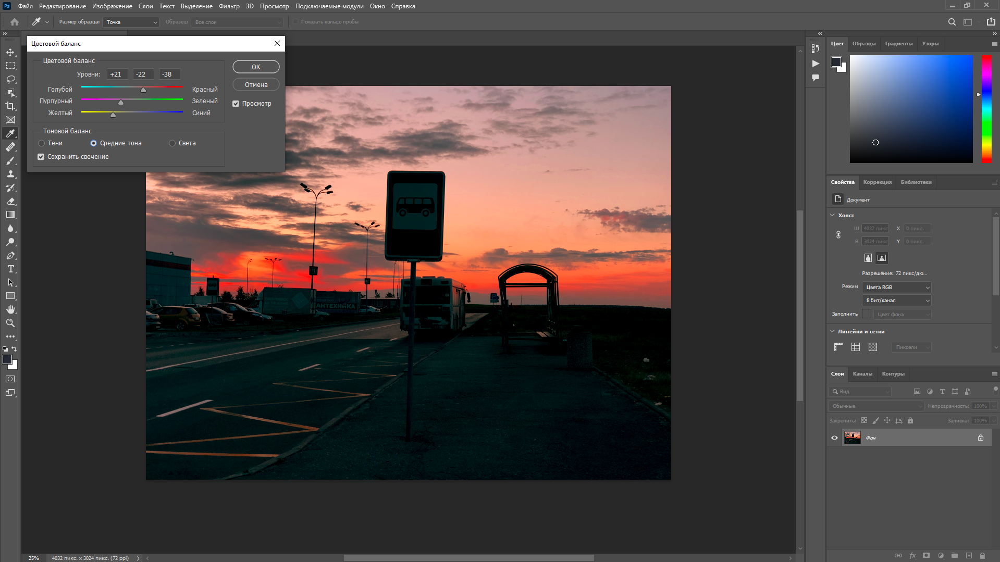 Ps Файл Редактирование Изображение Слои Текст Выделение Фильтр 3D Просмотр Подключаемые модули Окно Справка
Размер образца: Точка Образец: Все слои Показать кольцо пробы
Цветовой баланс
Цветовой баланс
Уровни: +21 -22 -38
Голубой Красный
Пурпурный Зеленый
Желтый Синий
OK
Отмена
Просмотр
Тоновой баланс
Тени Средние тона Света
Сохранить свечение
АНТЕХНИКА
Цвет Образцы Градиенты Узоры
Свойства Коррекция Библиотеки
Документ
Холст
Ш 4032 пикс X 0 пикс.
В 3024 пикс Y 0 пикс.
Разрешение: 72 пикс/дю...
Режим Цвета RGB
8 бит/канал
Заполнить Цвет фона
Линейки и сетки
Пиксели
Слои Каналы Контуры
Вид
Обычные Непрозрачность: 100%
Закрепить: Заливка: 100%
Фон
fx
25% 4032 пикс. x 3024 пикс. (72 ppi)